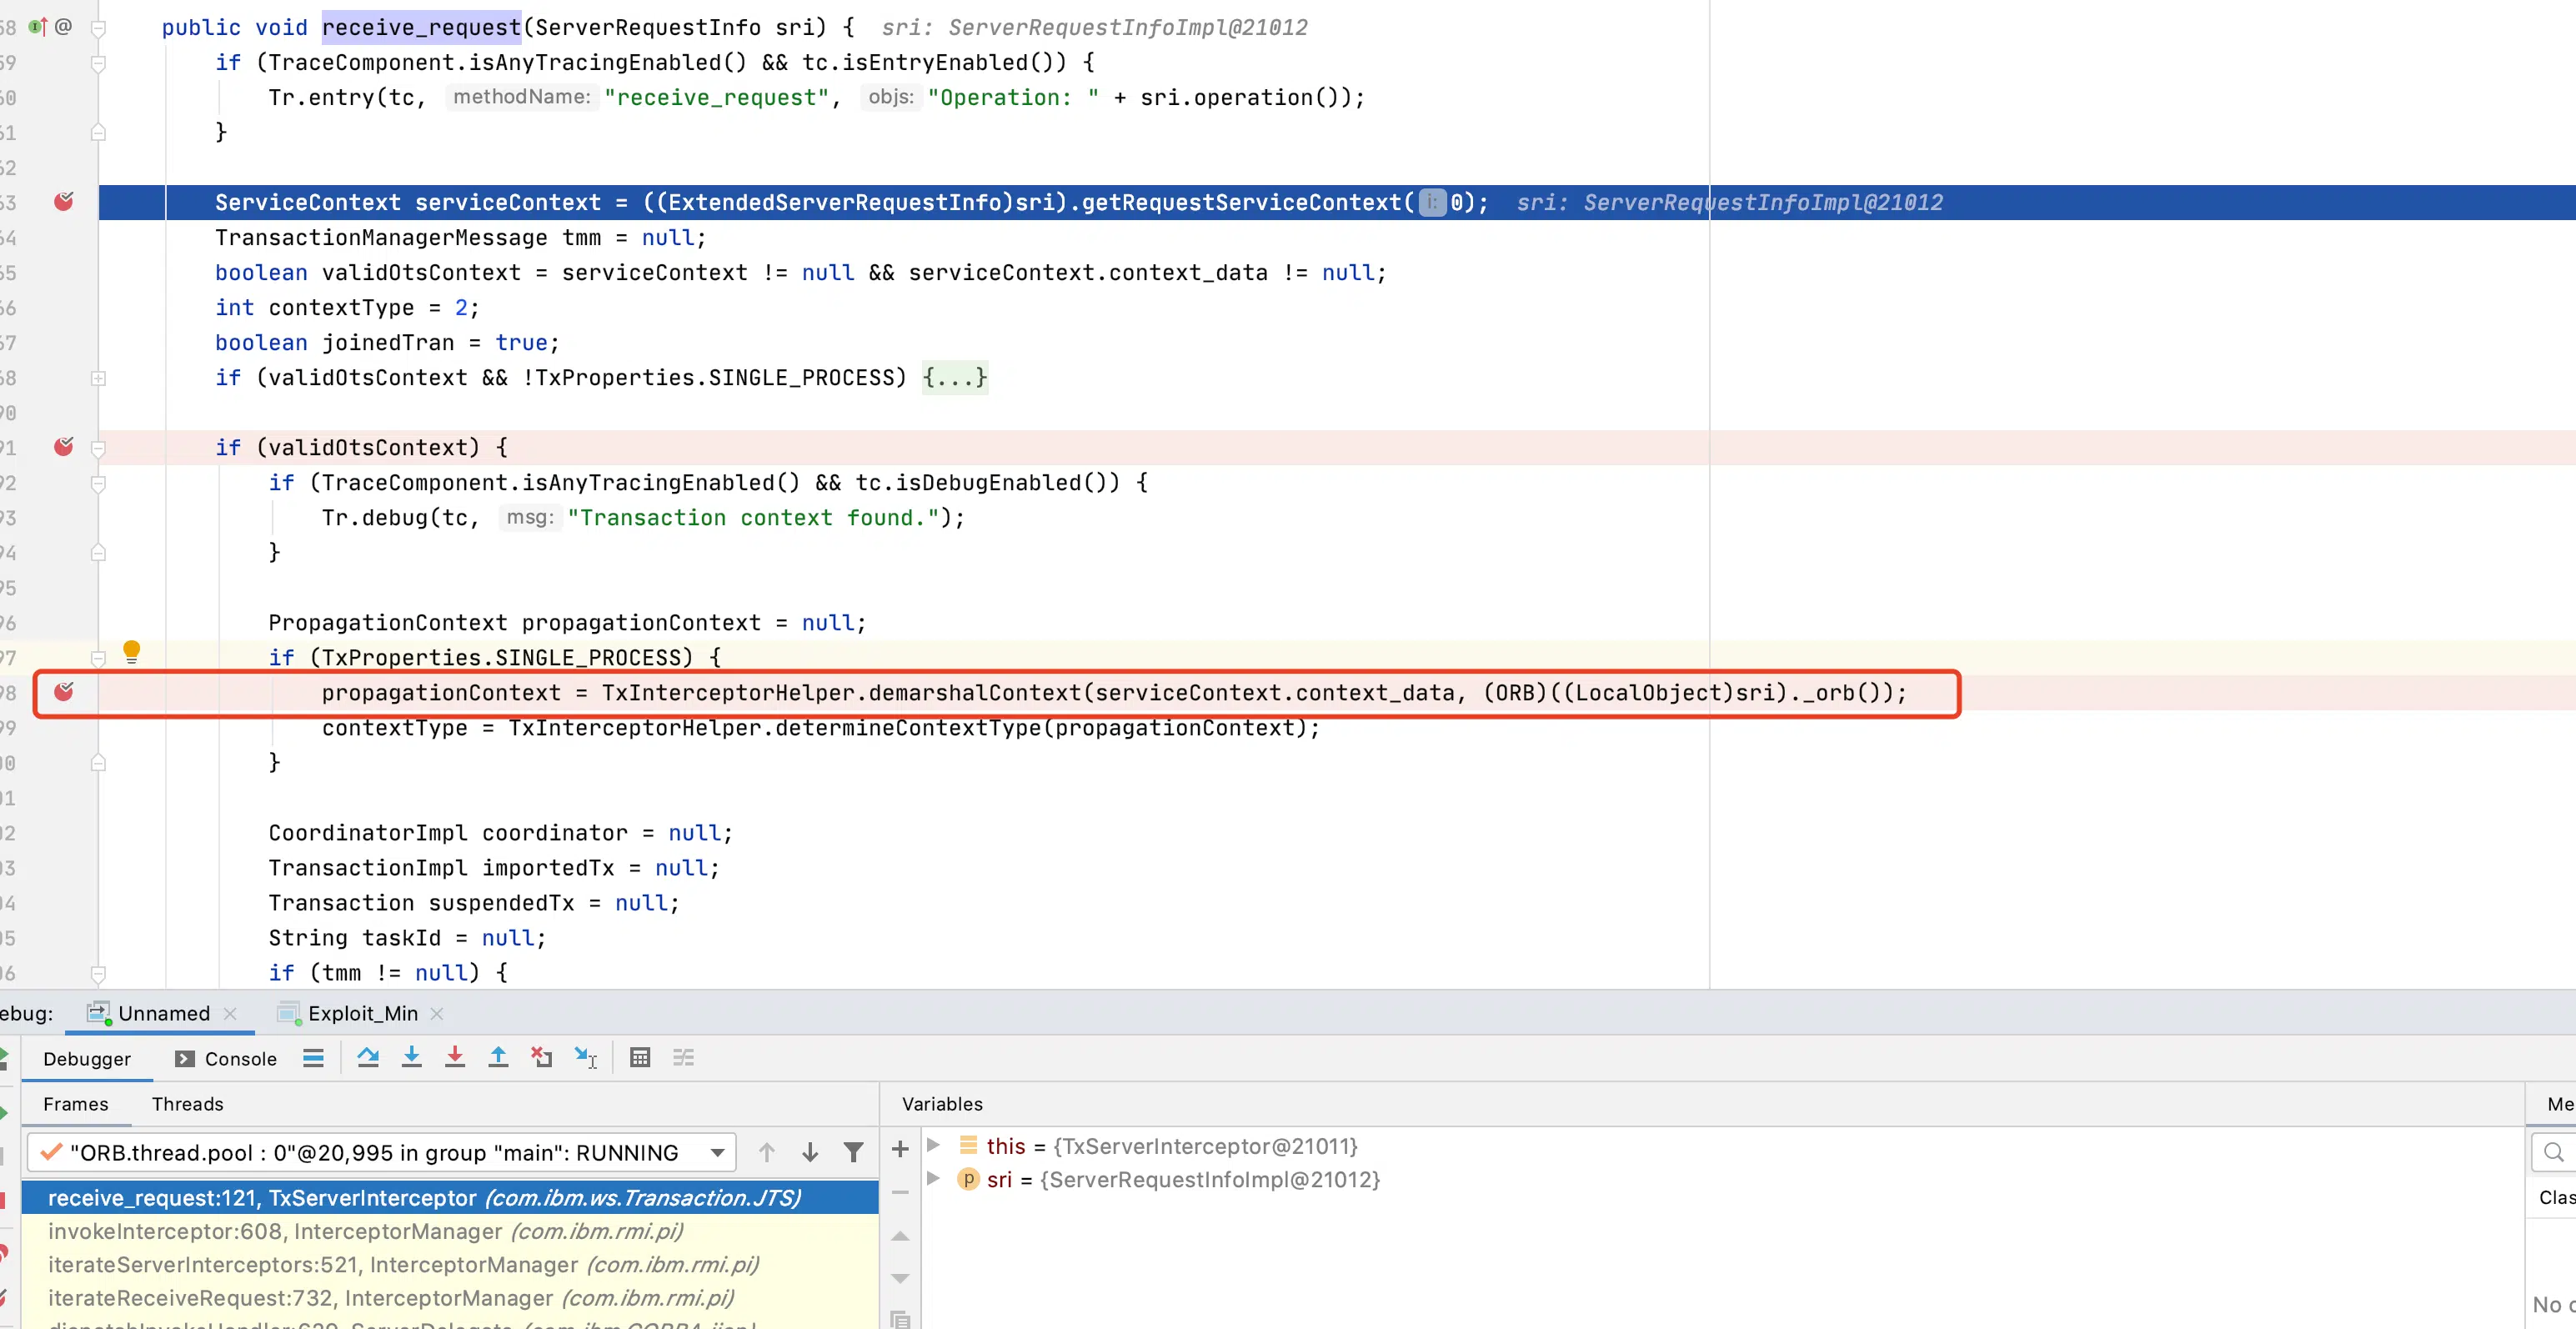 58 @ public void receive_request(ServerRequestInfo sri) { sri: ServerRequestInfoImpl@21012
59 if (TraceComponent.isAnyTracingEnabled() && tc.isEntryEnabled()) {
60 Tr.entry(tc, methodName: "receive_request", objs: "Operation: " + sri.operation());
61 }
62
63 ServiceContext serviceContext = ((ExtendedServerRequestInfo)sri).getRequestServiceContext( i: 0); sri: ServerRequestInfoImpl@21012
64 TransactionManagerMessage tmm = null;
65 boolean validOtsContext = serviceContext != null && serviceContext.context_data != null;
66 int contextType = 2;
67 boolean joinedTran = true;
68 if (validOtsContext && !TxProperties.SINGLE_PROCESS) {...}
90
91 if (validOtsContext) {
92 if (TraceComponent.isAnyTracingEnabled() && tc.isDebugEnabled()) {
93 Tr.debug(tc, msg: "Transaction context found.");
94 }
95
96 PropagationContext propagationContext = null;
97 if (TxProperties.SINGLE_PROCESS) {
98 propagationContext = TxInterceptorHelper.demarshalContext(serviceContext.context_data, (ORB)((LocalObject)sri)._orb());
99 contextType = TxInterceptorHelper.determineContextType(propagationContext);
00 }
01
02 CoordinatorImpl coordinator = null;
03 TransactionImpl importedTx = null;
04 Transaction suspendedTx = null;
05 String taskId = null;
06 if (tmm != null) {
ebug: Unnamed Exploit_Min
Debugger Console
Frames Threads Variables Me
"ORB.thread.pool : 0"@20,995 in group "main": RUNNING
this = {TxServerInterceptor@21011}
sri = {ServerRequestInfoImpl@21012}
Clas
receive_request:121, TxServerInterceptor (com.ibm.ws.Transaction.JTS)
invokeInterceptor:608, InterceptorManager (com.ibm.rmi.pi)
iterateServerInterceptors:521, InterceptorManager (com.ibm.rmi.pi)
iterateReceiveRequest:732, InterceptorManager (com.ibm.rmi.pi)
No